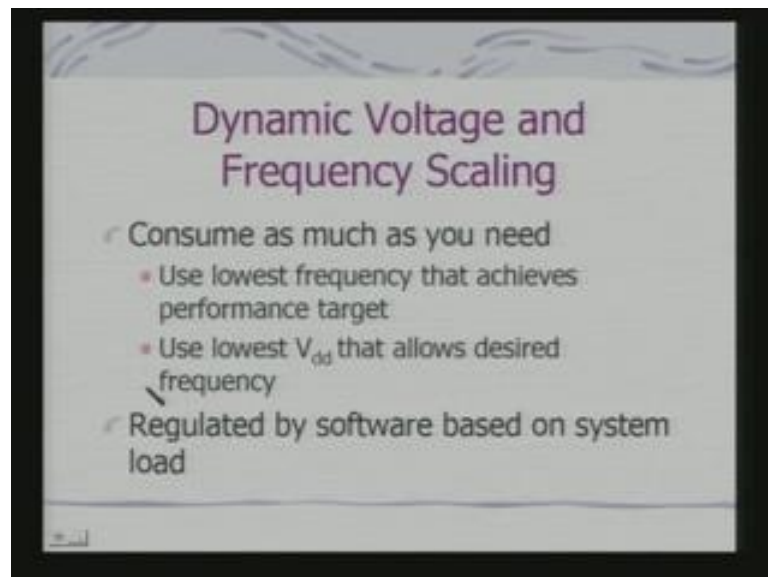 Dynamic Voltage and
Frequency Scaling
Consume as much as you need
Use lowest frequency that achieves
performance target
Use lowest Vdd that allows desired
frequency
Regulated by software based on system
load